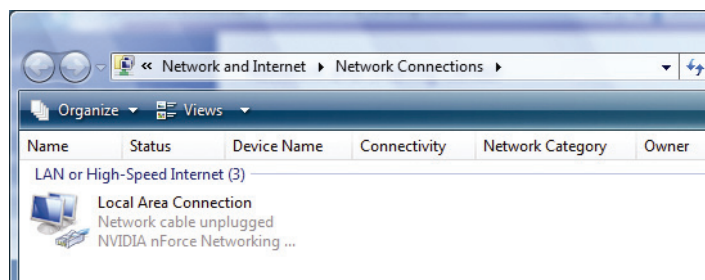 « Network and Internet Network Connections
Organize Views
Name Status Device Name Connectivity Network Category Owner
LAN or High-Speed Internet (3)
Local Area Connection
Network cable unplugged
NVIDIA nForce Networking ...